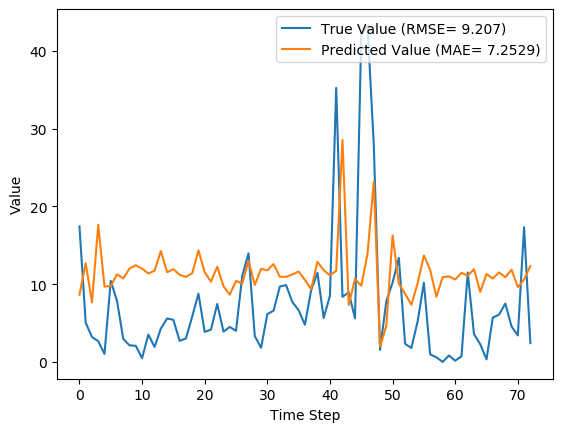 True Value (RMSE= 9.207)
Predicted Value (MAE= 7.2529)
40
30
20
10
0
Value
0 10 20 30 40 50 60 70
Time Step